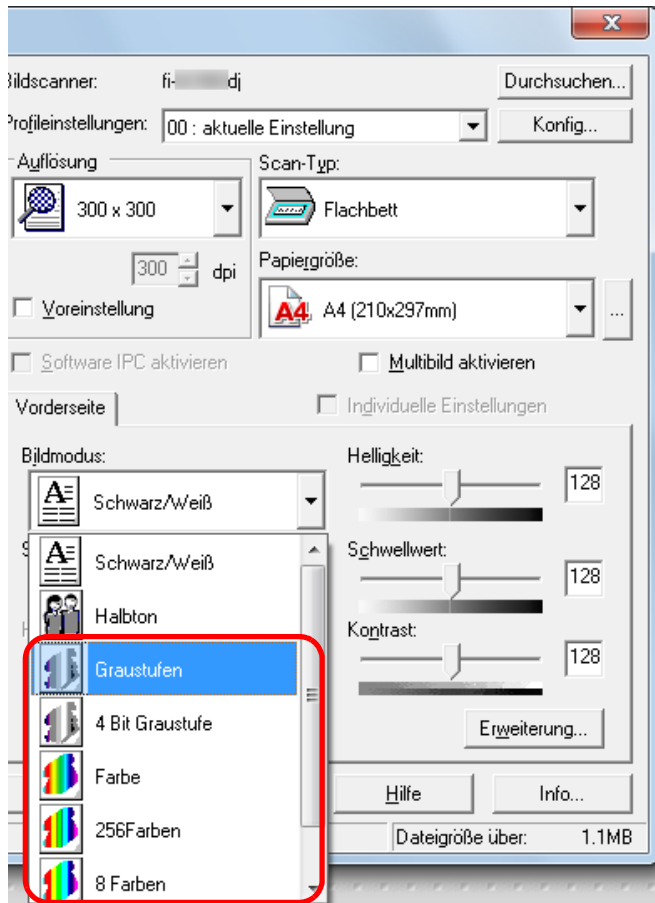 Bildscanner: fi- dj Durchsuchen...
Profileinstellungen: 00 : aktuelle Einstellung Konfig...
Auflösung
Scan-Typ:
300 x 300
Flachbett
300 dpi
Papiergröße:
Voreinstellung
A4 A4 (210x297mm) ...
Software IPC aktivieren
Multibild aktivieren
Vorderseite
Individuelle Einstellungen
Bildmodus:
Helligkeit:
Schwarz/Weiß
128
Schwarz/Weiß
Schwellwert:
128
Halbton
Kontrast:
Graustufen
128
4 Bit Graustufe
Erweiterung...
Farbe
Hilfe Info...
256Farben
Dateigröße über: 1.1MB
8 Farben